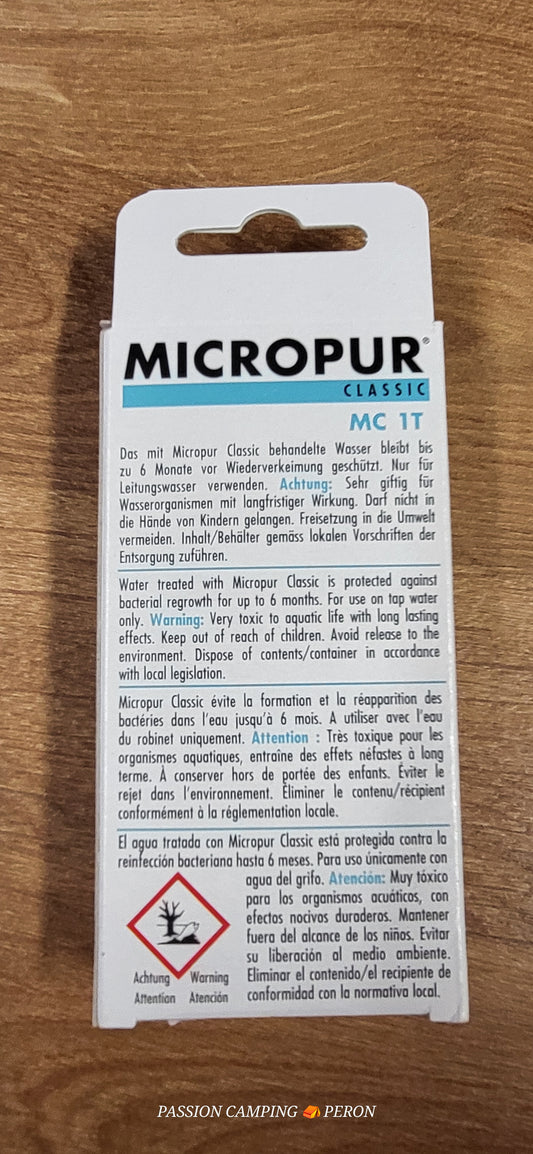 MICROPUR®
CLASSIC
MC 1T
Das mit Micropur Classic behandelte Wasser bleibt bis
zu 6 Monate vor Wiederverkeimung geschützt. Nur für
Leitungswasser verwenden. Achtung: Sehr giftig für
Wasserorganismen mit langfristiger Wirkung. Darf nicht in
die Hände von Kindern gelangen. Freisetzung in die Umwelt
vermeiden. Inhalt/Behälter gemäss lokalen Vorschriften der
Entsorgung zuführen.
Water treated with Micropur Classic is protected against
bacterial regrowth for up to 6 months. For use on tap water
only. Warning: Very toxic to aquatic life with long lasting
effects. Keep out of reach of children. Avoid release to the
environment. Dispose of contents/container in accordance
with local legislation.
Micropur Classic évite la formation et la réapparition des
bactéries dans l'eau jusqu'à 6 mois. A utiliser avec l'eau
du robinet uniquement. Attention : Très toxique pour les
organismes aquatiques, entraîne des effets néfastes à long
terme. À conserver hors de portée des enfants. Éviter le
rejet dans l'environnement. Éliminer le contenu/récipient
conformément à la réglementation locale.
El agua tratada con Micropur Classic está protegida contra la
reinfección bacteriana hasta 6 meses. Para uso únicamente con
agua del grifo. Atención: Muy tóxico
para los organismos acuáticos, con
efectos nocivos duraderos. Mantener
fuera del alcance de los niños. Evitar
su liberación al medio ambiente.
Eliminar el contenido/el recipiente de
conformidad con la normativa local.
Achtung Warning
Attention Atención
PASSION CAMPING PERON